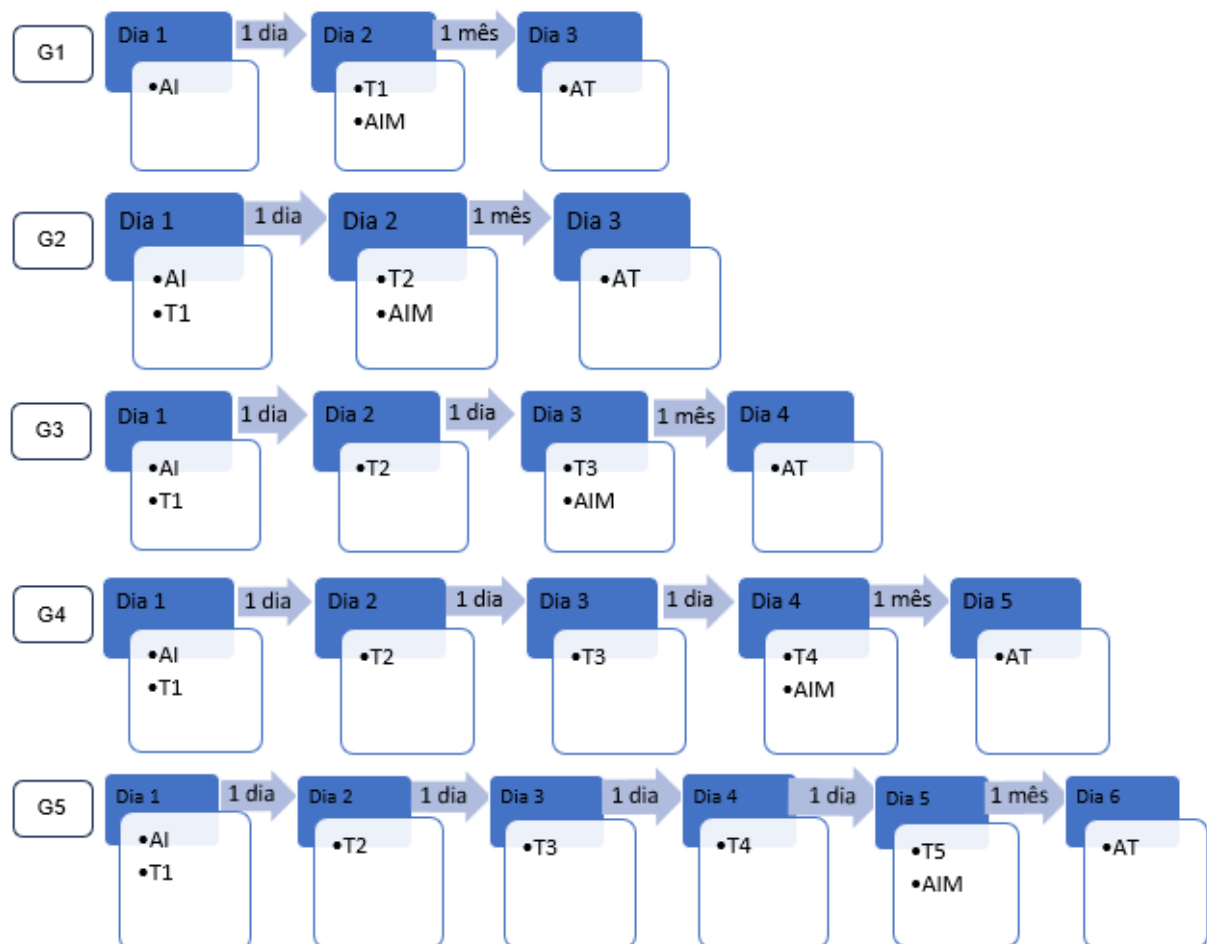 G1
Dia 1
1 dia
Dia 2
1 mês
Dia 3
•AI
•T1
•AIM
•AT
G2
Dia 1
1 dia
Dia 2
1 mês
Dia 3
•AI
•T1
•T2
•AIM
•AT
G3
Dia 1
1 dia
Dia 2
1 dia
Dia 3
1 mês
Dia 4
•AI
•T1
•T2
•T3
•AIM
•AT
G4
Dia 1
1 dia
Dia 2
1 dia
Dia 3
1 dia
Dia 4
1 mês
Dia 5
•AI
•T1
•T2
•T3
•T4
•AIM
•AT
G5
Dia 1
1 dia
Dia 2
1 dia
Dia 3
1 dia
Dia 4
1 dia
Dia 5
1 mês
Dia 6
•AI
•T1
•T2
•T3
•T4
•T5
•AIM
•AT